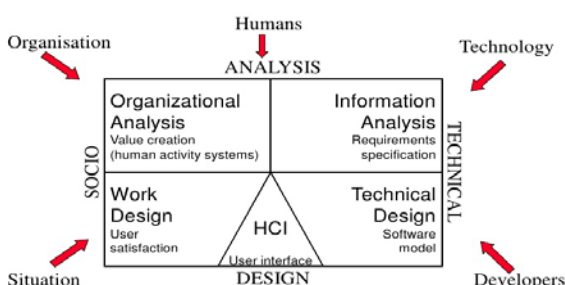 Humans
Organisation
Technology
ANALYSIS
Organizational
Analysis
Value creation
(human activity systems)
Information
Analysis
Requirements
specification
SOCIO
TECHNICAL
Work
Design
User
satisfaction
HCI
User interface
Technical
Design
Software
model
DESIGN
Situation
Developers